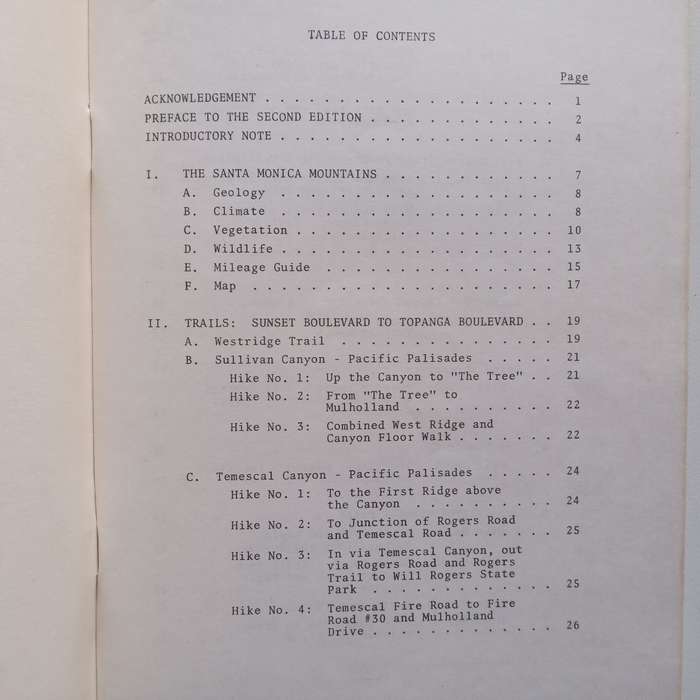 TABLE OF CONTENTS
Page
ACKNOWLEDGEMENT . . . . . . . . . . . . . . . . . . . . 1
PREFACE TO THE SECOND EDITION . . . . . . . . . . . . . 2
INTRODUCTORY NOTE . . . . . . . . . . . . . . . . . . . 4
I. THE SANTA MONICA MOUNTAINS . . . . . . . . . . . . 7
A. Geology . . . . . . . . . . . . . . . . . . . 8
B. Climate . . . . . . . . . . . . . . . . . . . 8
C. Vegetation . . . . . . . . . . . . . . . . . . 10
D. Wildlife . . . . . . . . . . . . . . . . . . . 13
E. Mileage Guide . . . . . . . . . . . . . . . . 15
F. Map . . . . . . . . . . . . . . . . . . . . . 17
II. TRAILS: SUNSET BOULEVARD TO TOPANGA BOULEVARD . . 19
A. Westridge Trail . . . . . . . . . . . . . . . 19
B. Sullivan Canyon - Pacific Palisades . . . . . 21
Hike No. 1: Up the Canyon to "The Tree" . . 21
Hike No. 2: From "The Tree" to
Mulholland . . . . . . . . . . 22
Hike No. 3: Combined West Ridge and
Canyon Floor Walk . . . . . . . 22
C. Temescal Canyon - Pacific Palisades . . . . . 24
Hike No. 1: To the First Ridge above
the Canyon . . . . . . . . . . 24
Hike No. 2: To Junction of Rogers Road
and Temescal Road . . . . . . . 25
Hike No. 3: In via Temescal Canyon, out
via Rogers Road and Rogers
Trail to Will Rogers State
Park . . . . . . . . . . . . . 25
Hike No. 4: Temescal Fire Road to Fire
Road #30 and Mulholland
Drive . . . . . . . . . . . . . 26